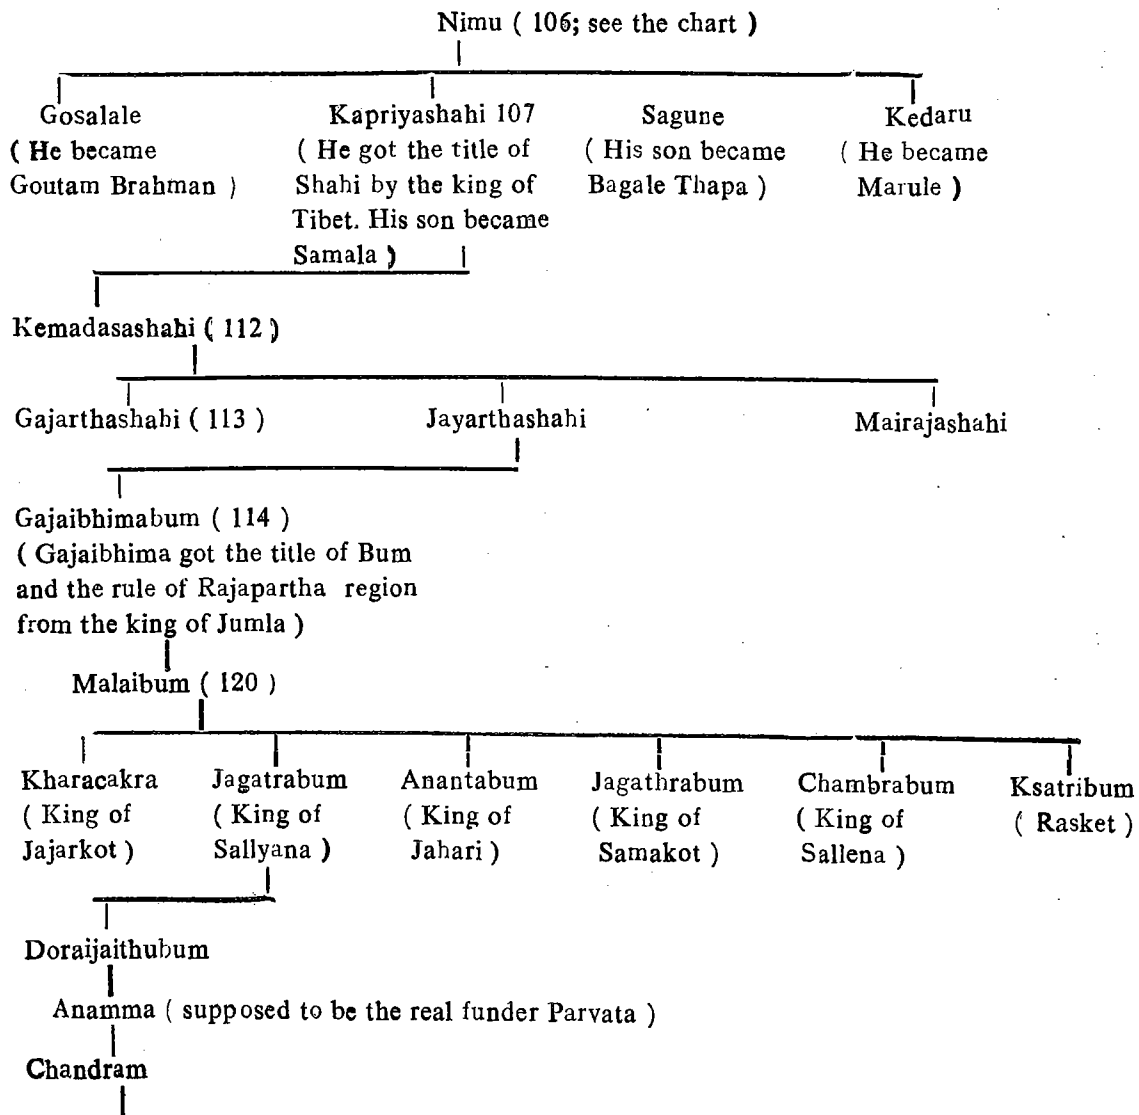 Nimu ( 106; see the chart )
Gosalale
( He became
Goutam Brahman )
Kapriyashahi 107
( He got the title of
Shahi by the king of
Tibet. His son became
Samala )
Sagune
( His son became
Bagale Thapa )
Kedaru
( He became
Marule )
Kemadasashahi ( 112 )
Gajarthashahi ( 113 )
Jayarthashahi
Mairajashahi
Gajaibhimabum ( 114 )
( Gajaibhima got the title of Bum
and the rule of Rajapartha region
from the king of Jumla )
Malaibum ( 120 )
Kharacakra
( King of
Jajarkot )
Jagatrabum
( King of
Sallyana )
Anantabum
( King of
Jahari )
Jagathrabum
( King of
Samakot )
Chambrabum
( King of
Sallena )
Ksatribum
( Rasket )
Doraijaithubum
Anamma ( supposed to be the real funder Parvata )
Chandram